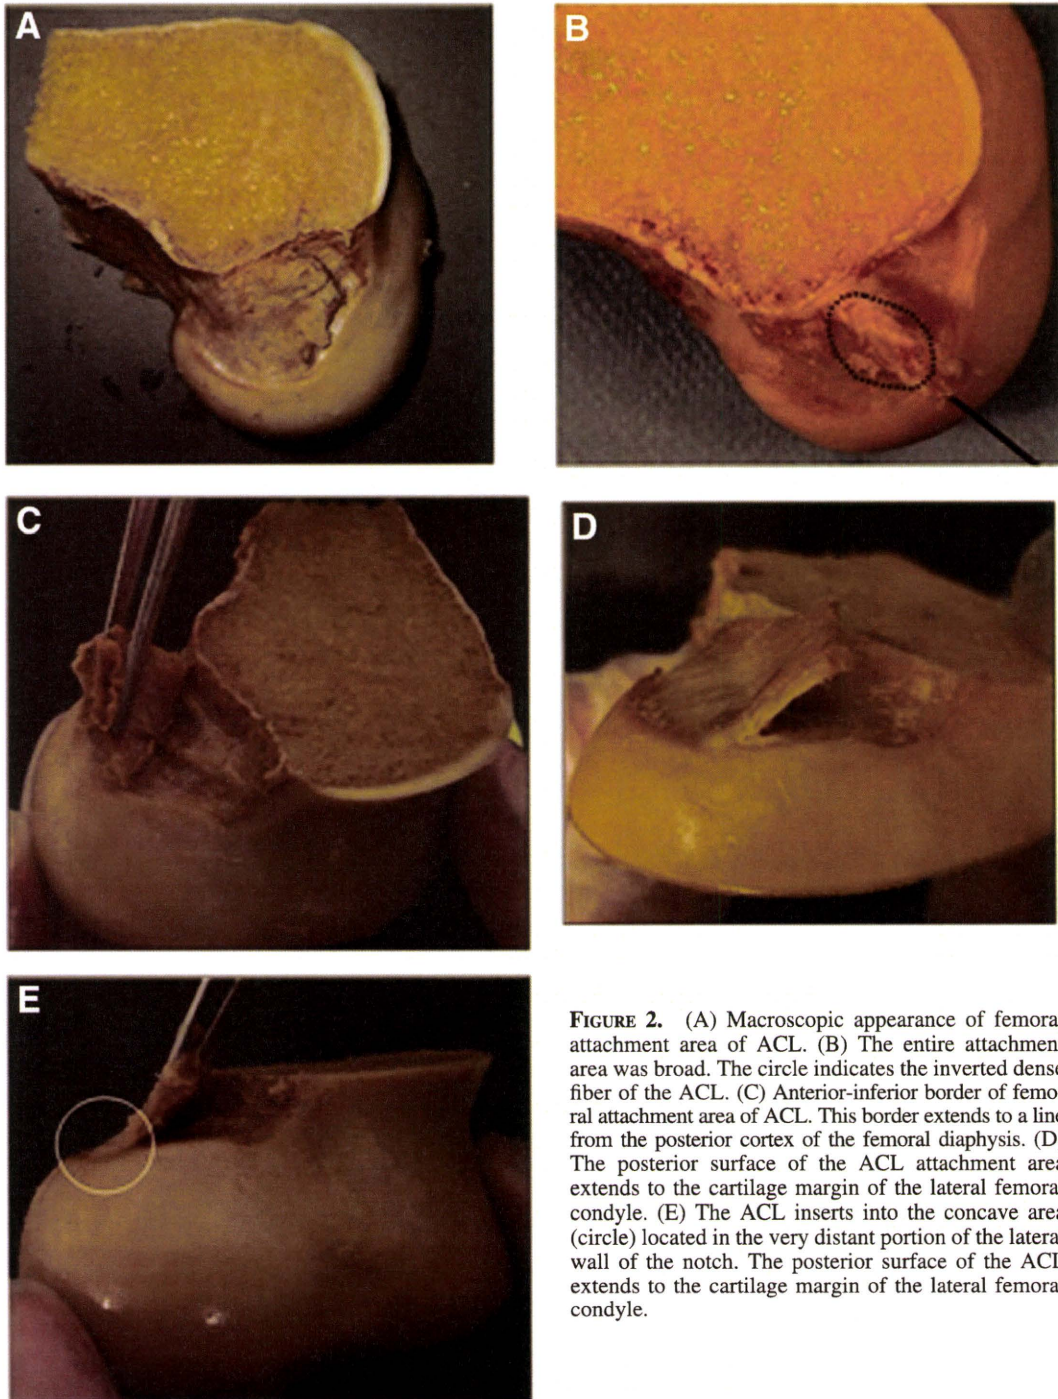 A
B
C
D
E
FIGURE 2. (A) Macroscopic appearance of femora
attachment area of ACL. (B) The entire attachmen
area was broad. The circle indicates the inverted dense
fiber of the ACL. (C) Anterior-inferior border of femo-
ral attachment area of ACL. This border extends to a line
from the posterior cortex of the femoral diaphysis. (D
The posterior surface of the ACL attachment area
extends to the cartilage margin of the lateral femora
condyle. (E) The ACL inserts into the concave area
(circle) located in the very distant portion of the latera
wall of the notch. The posterior surface of the ACL
extends to the cartilage margin of the lateral femora
condyle.